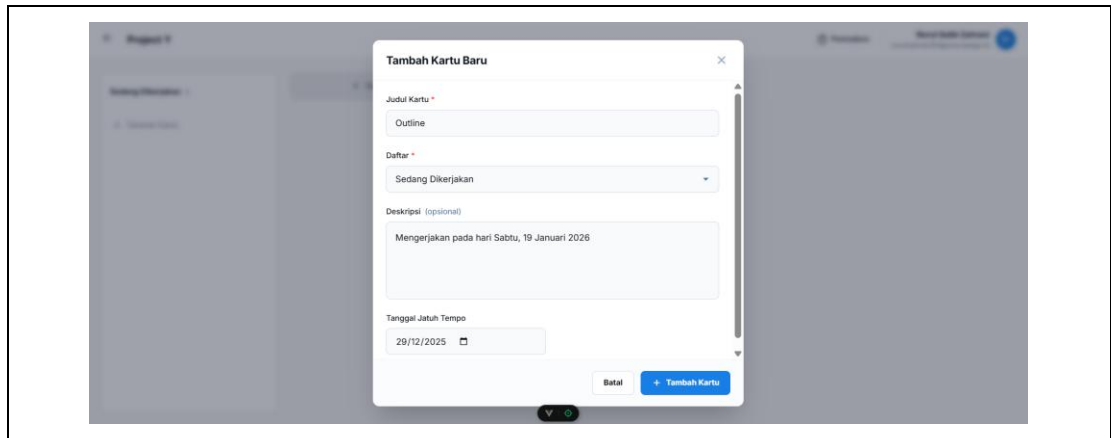 Project Y
Tambah Kartu Baru
Judul Kartu *
Outline
Daftar *
Sedang Dikerjakan
Deskripsi (opsional)
Mengerjakan pada hari Sabtu, 19 Januari 2026
Tanggal Jatuh Tempo
29/12/2025
Batal
+ Tambah Kartu